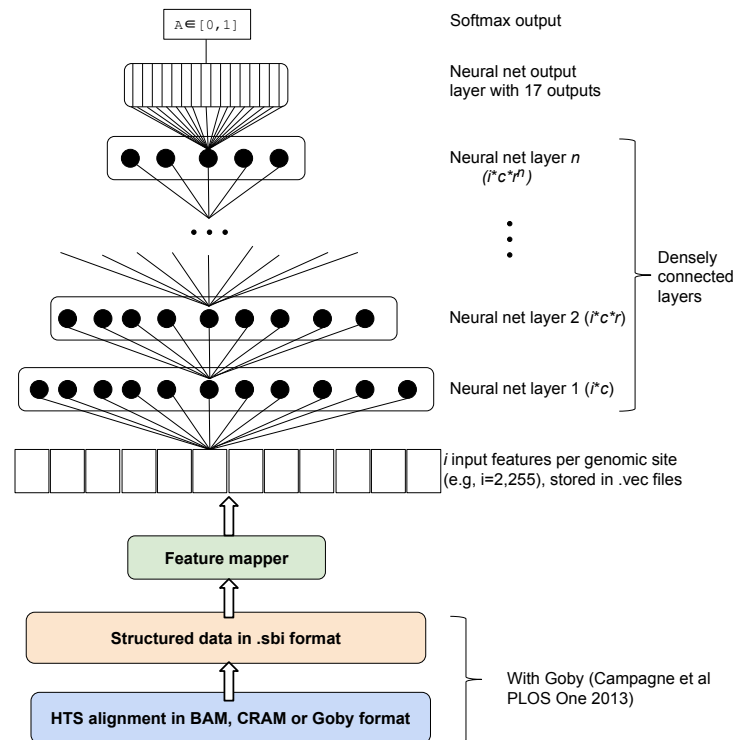 A∈[0,1]
Softmax output
Neural net output
layer with 17 outputs
Neural net layer n
(i*c*rⁿ)
Densely
connected
layers
Neural net layer 2 (i*c*r)
Neural net layer 1 (i*c)
i input features per genomic site
(e.g, i=2,255), stored in .vec files
Feature mapper
Structured data in .sbi format
With Goby (Campagne et al
PLOS One 2013)
HTS alignment in BAM, CRAM or Goby format